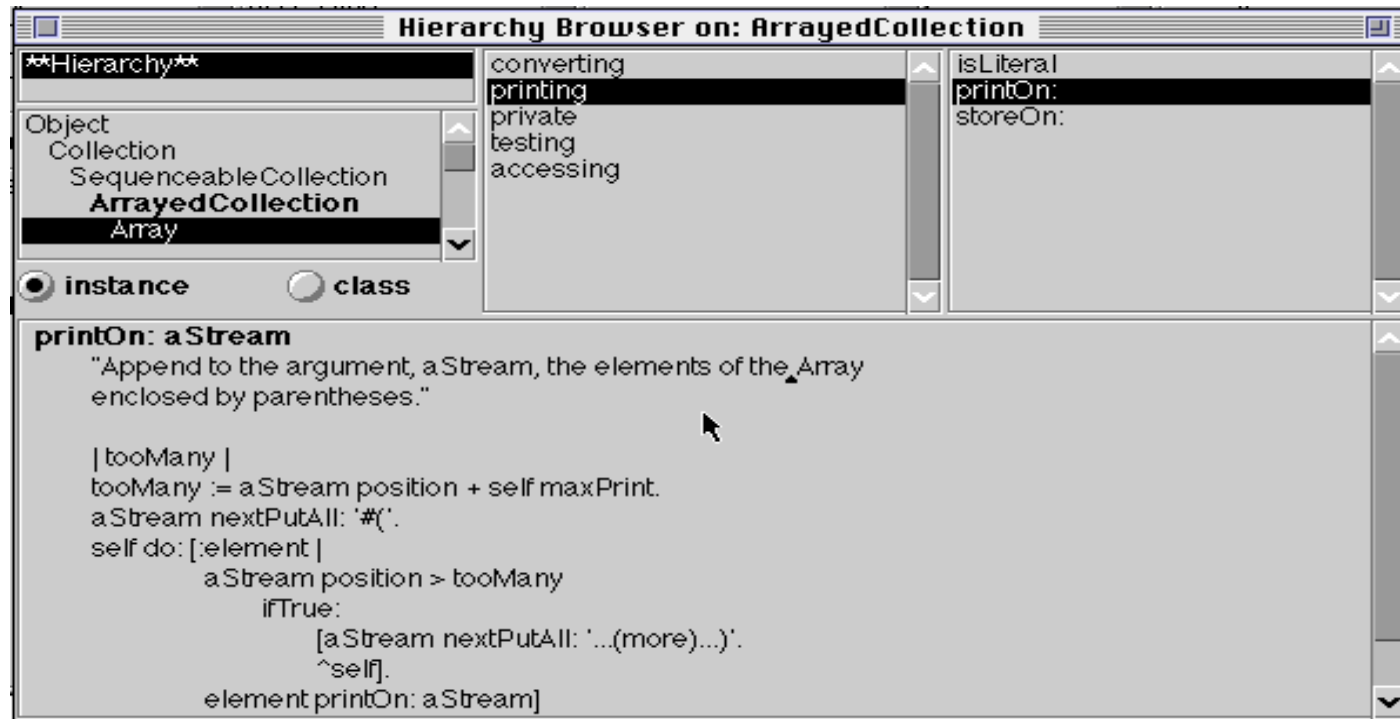 Hierarchy Browser on: ArrayedCollection
**Hierarchy**
Object
Collection
SequenceableCollection
ArrayedCollection
Array
instance
class
converting
printing
private
testing
accessing
isLiteral
printOn:
storeOn:
printOn: aStream
"Append to the argument, aStream, the elements of the Array
enclosed by parentheses."
| tooMany |
tooMany := aStream position + self maxPrint.
aStream nextPutAll: '#('.
self do: [:element |
aStream position > tooMany
ifTrue:
[aStream nextPutAll: '...(more)...)'.
^self].
element printOn: aStream]